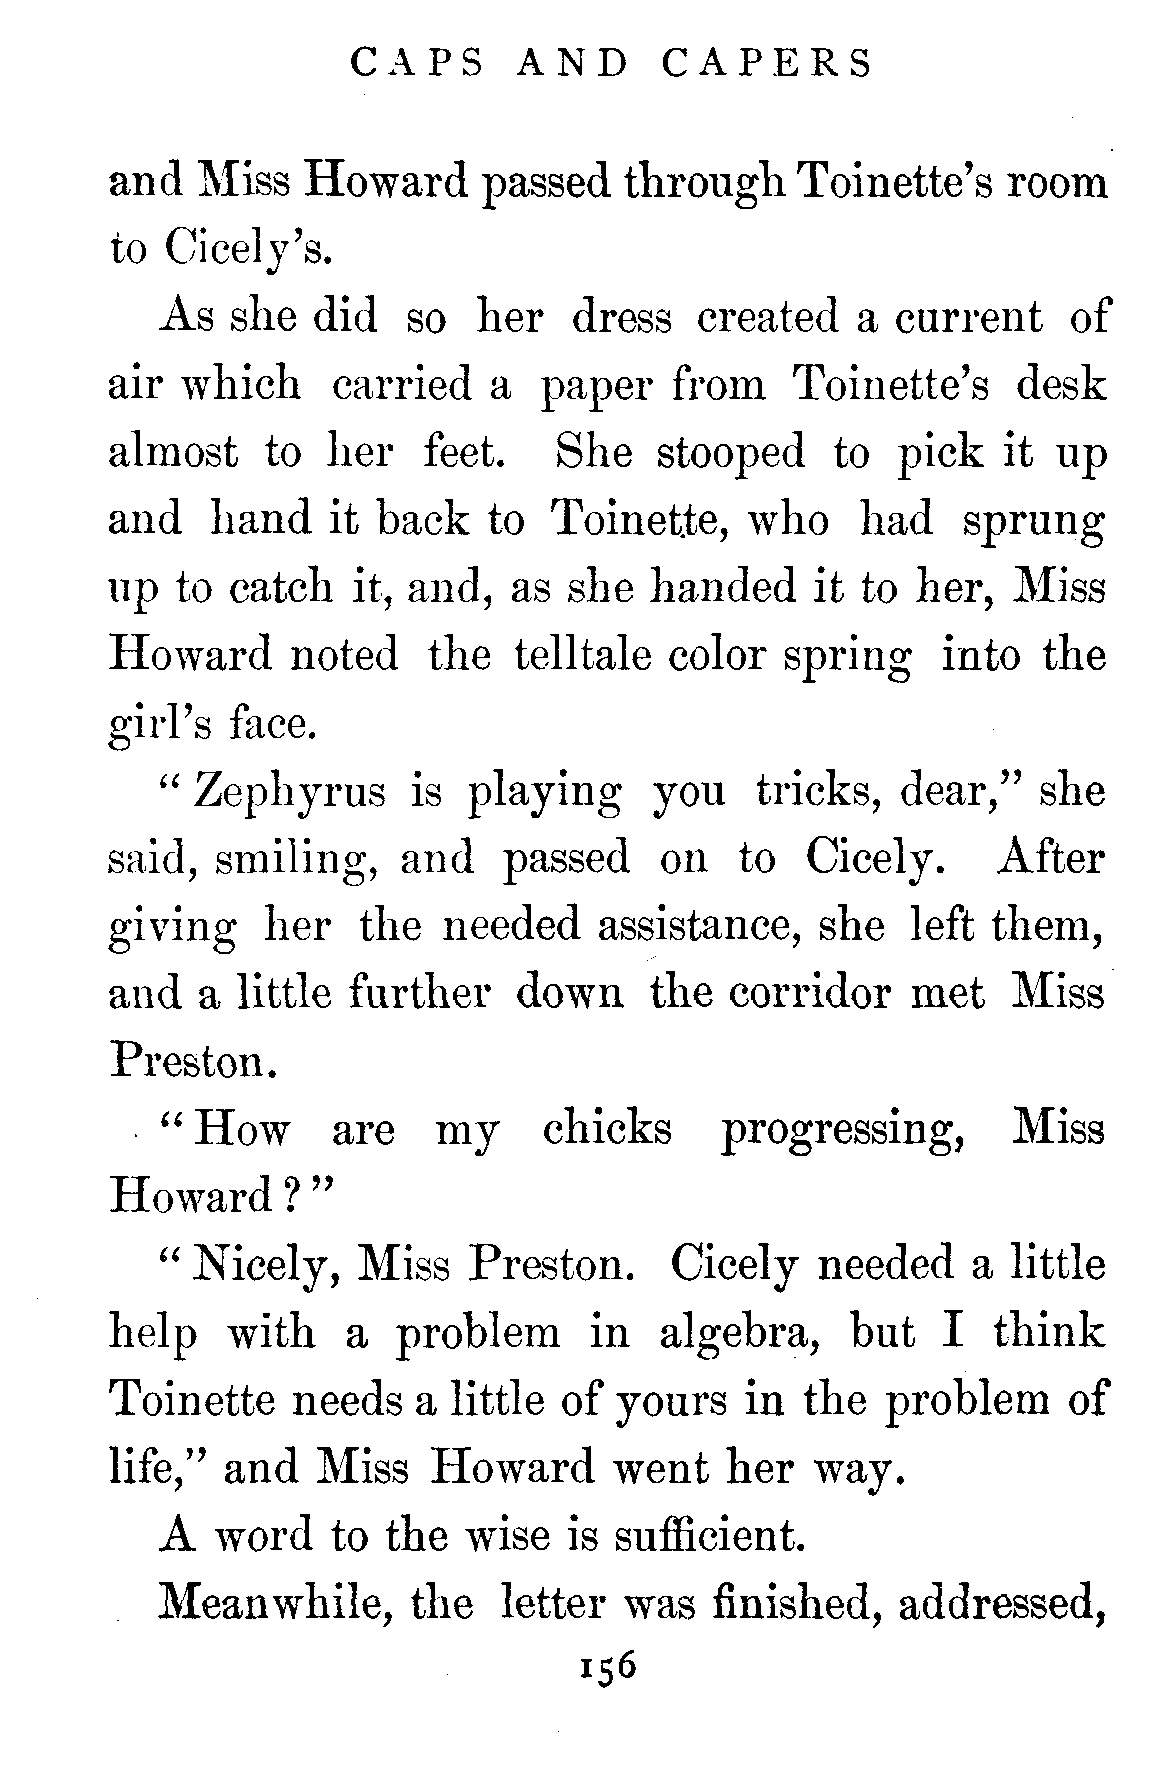 CAPS AND CAPERS
and Miss Howard passed through Toinette's room
to Cicely's.
As she did so her dress created a current of
air which carried a paper from Toinette's desk
almost to her feet. She stooped to pick it up
and hand it back to Toinette, who had sprung
up to catch it, and, as she handed it to her, Miss
Howard noted the telltale color spring into the
girl's face.
"Zephyrus is playing you tricks, dear," she
said, smiling, and passed on to Cicely. After
giving her the needed assistance, she left them,
and a little further down the corridor met Miss
Preston.
"How are my chicks progressing, Miss
Howard?"
"Nicely, Miss Preston. Cicely needed a little
help with a problem in algebra, but I think
Toinette needs a little of yours in the problem of
life," and Miss Howard went her way.
A word to the wise is sufficient.
Meanwhile, the letter was finished, addressed,
156